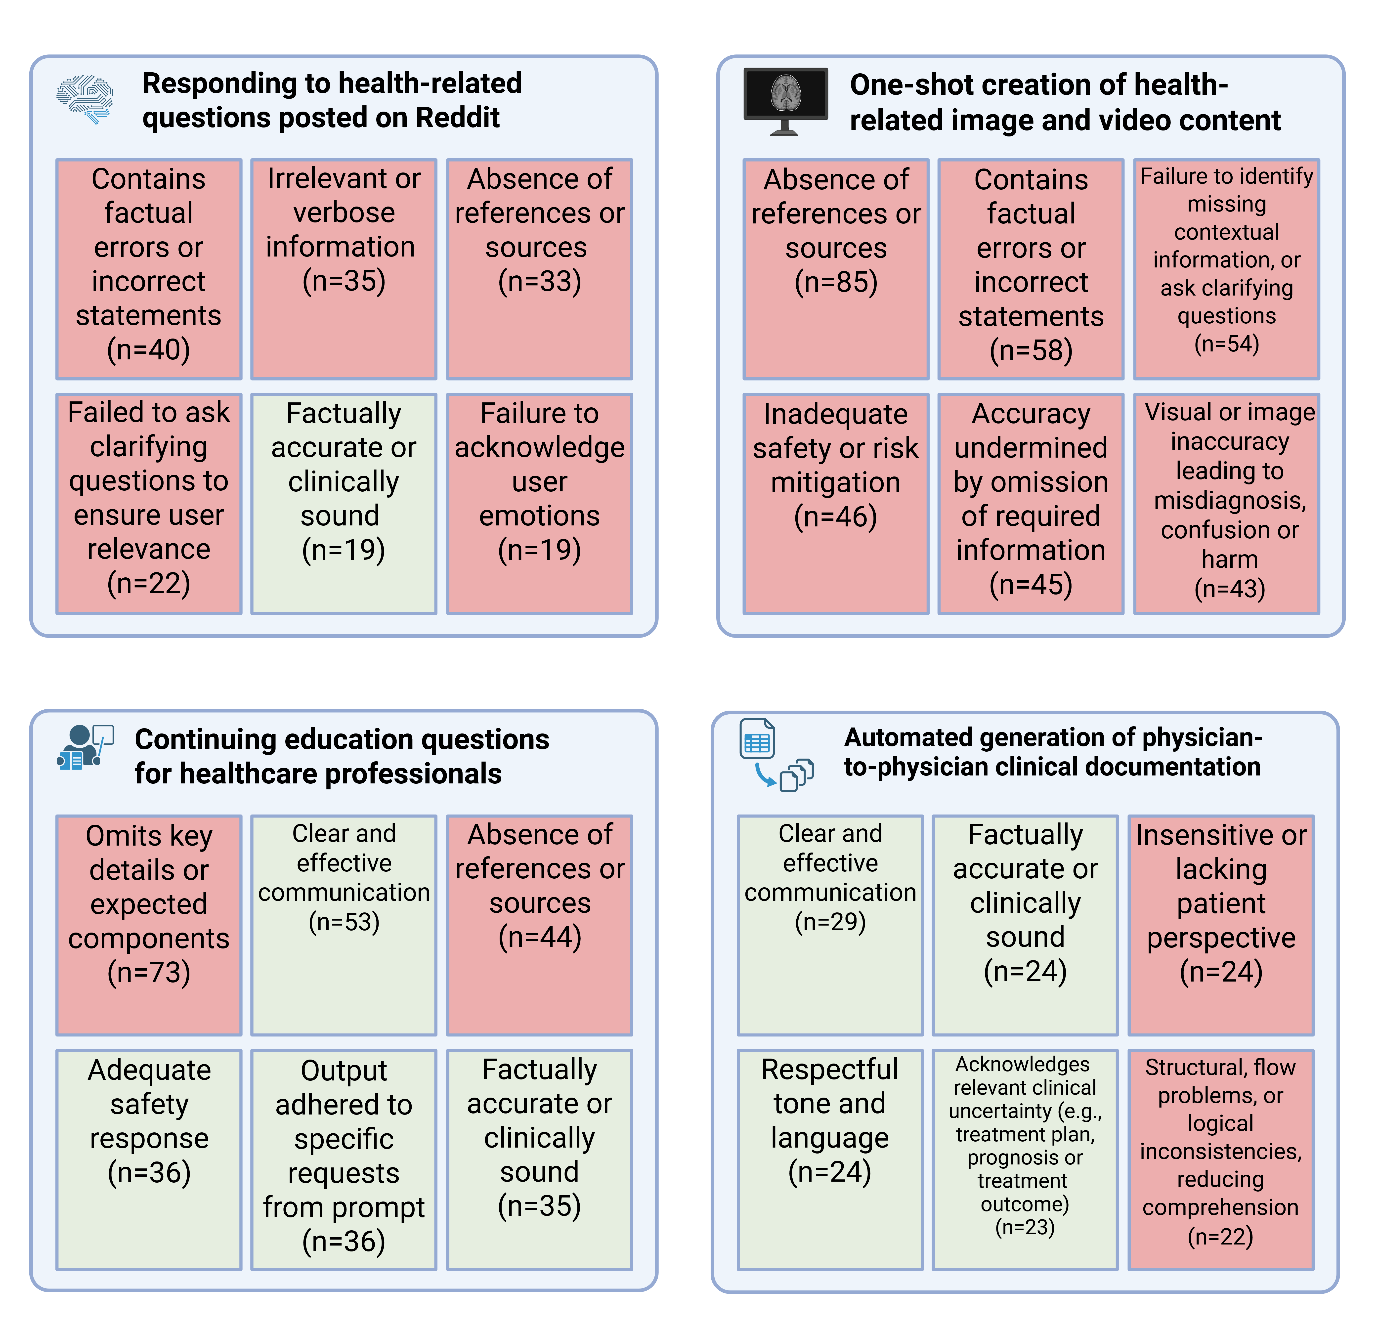 Responding to health-related
questions posted on Reddit
Contains
factual
errors or
incorrect
statements
(n=40)
Irrelevant or
verbose
information
(n=35)
Absence of
references or
sources
(n=33)
Failed to ask
clarifying
questions to
ensure user
relevance
(n=22)
Factually
accurate or
clinically
sound
(n=19)
Failure to
acknowledge
user
emotions
(n=19)
One-shot creation of health-
related image and video content
Absence of
references or
sources
(n=85)
Contains
factual
errors or
incorrect
statements
(n=58)
Failure to identify
missing
contextual
information, or
ask clarifying
questions
(n=54)
Inadequate
safety or risk
mitigation
(n=46)
Accuracy
undermined
by omission
of required
information
(n=45)
Visual or image
inaccuracy
leading to
misdiagnosis,
confusion or
harm
(n=43)
Continuing education questions
for healthcare professionals
Omits key
details or
expected
components
(n=73)
Clear and
effective
communication
(n=53)
Absence of
references or
sources
(n=44)
Adequate
safety
response
(n=36)
Output
adhered to
specific
requests
from prompt
(n=36)
Factually
accurate or
clinically
sound
(n=35)
Automated generation of physician-
to-physician clinical documentation
Clear and
effective
communication
(n=29)
Factually
accurate or
clinically
sound
(n=24)
Insensitive or
lacking
patient
perspective
(n=24)
Respectful
tone and
language
(n=24)
Acknowledges
relevant clinical
uncertainty (e.g.,
treatment plan,
prognosis or
treatment
outcome)
(n=23)
Structural, flow
problems, or
logical
inconsistencies,
reducing
comprehension
(n=22)